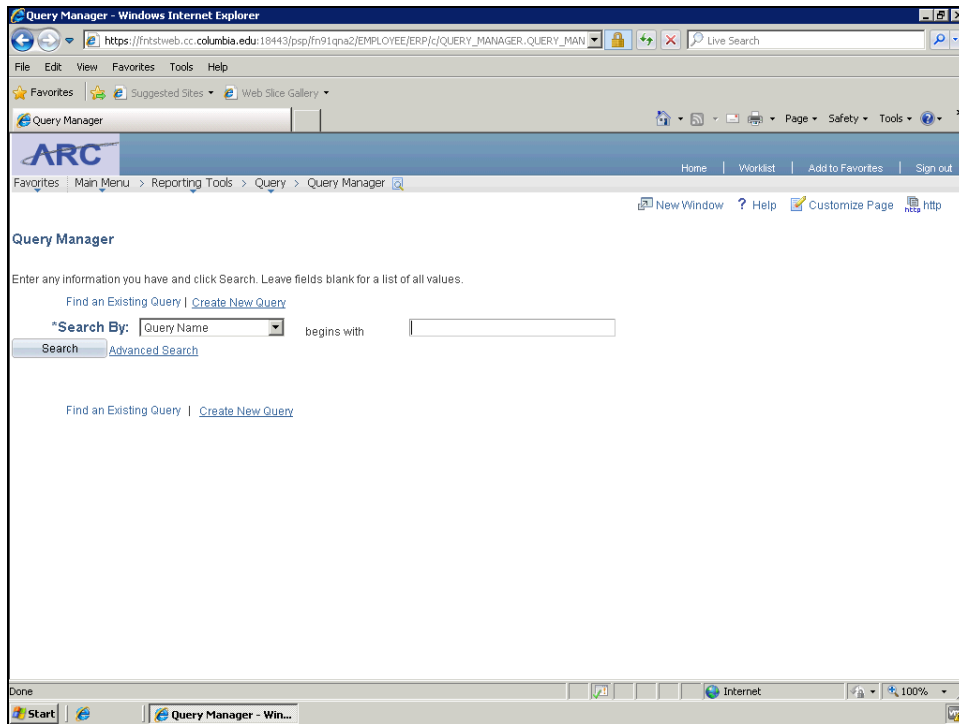 Query Manager - Windows Internet Explorer
https://fntstweb.cc.columbia.edu:18443/psp/fn91qna2/EMPLOYEE/ERP/c/QUERY_MANAGER.QUERY_MAN
Live Search
File Edit View Favorites Tools Help
Favorites Suggested Sites Web Slice Gallery
Query Manager
Page Safety Tools
ARC
Home | Worklist | Add to Favorites | Sign out
Favorites Main Menu > Reporting Tools > Query > Query Manager
New Window ? Help Customize Page http
Query Manager
Enter any information you have and click Search. Leave fields blank for a list of all values.
Find an Existing Query | Create New Query
*Search By: Query Name begins with
Search Advanced Search
Find an Existing Query | Create New Query
Done Internet 100%
Start Query Manager - Win...